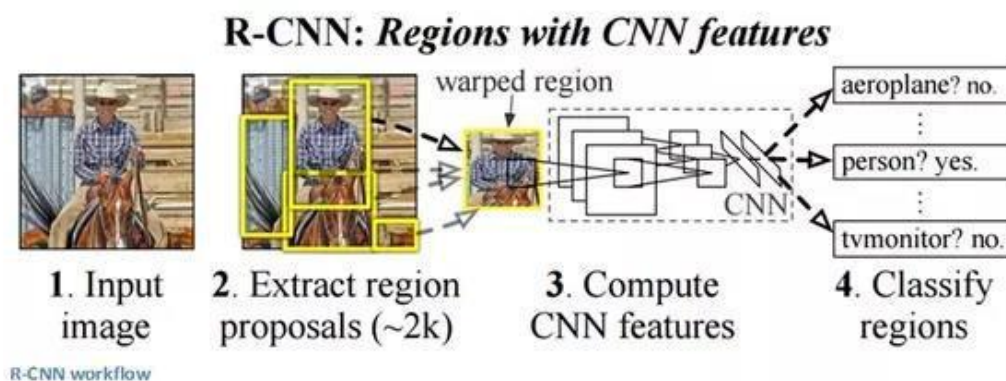 R-CNN: Regions with CNN features
warped region
aeroplane? no.
person? yes.
tvmonitor? no.
CNN
1. Input
image
2. Extract region
proposals (~2k)
3. Compute
CNN features
4. Classify
regions
R-CNN workflow